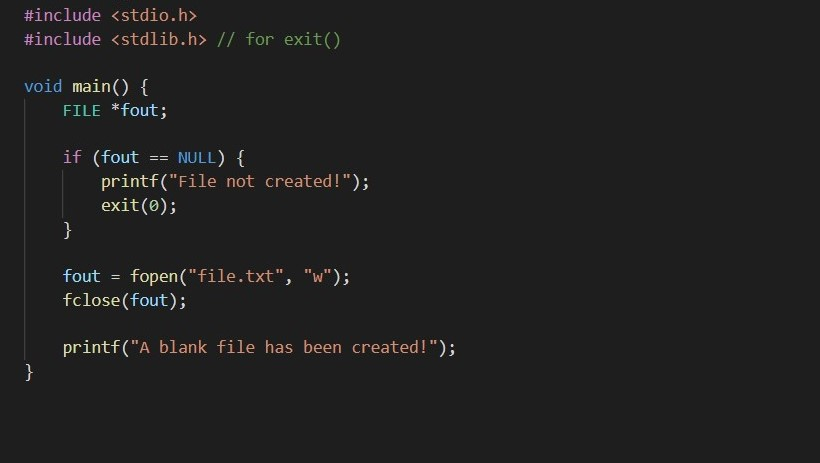 #include <stdio.h>
#include <stdlib.h> // for exit()
void main() {
FILE *fout;
if (fout == NULL) {
printf("File not created!");
exit(0);
}
fout = fopen("file.txt", "w");
fclose(fout);
printf("A blank file has been created!");
}